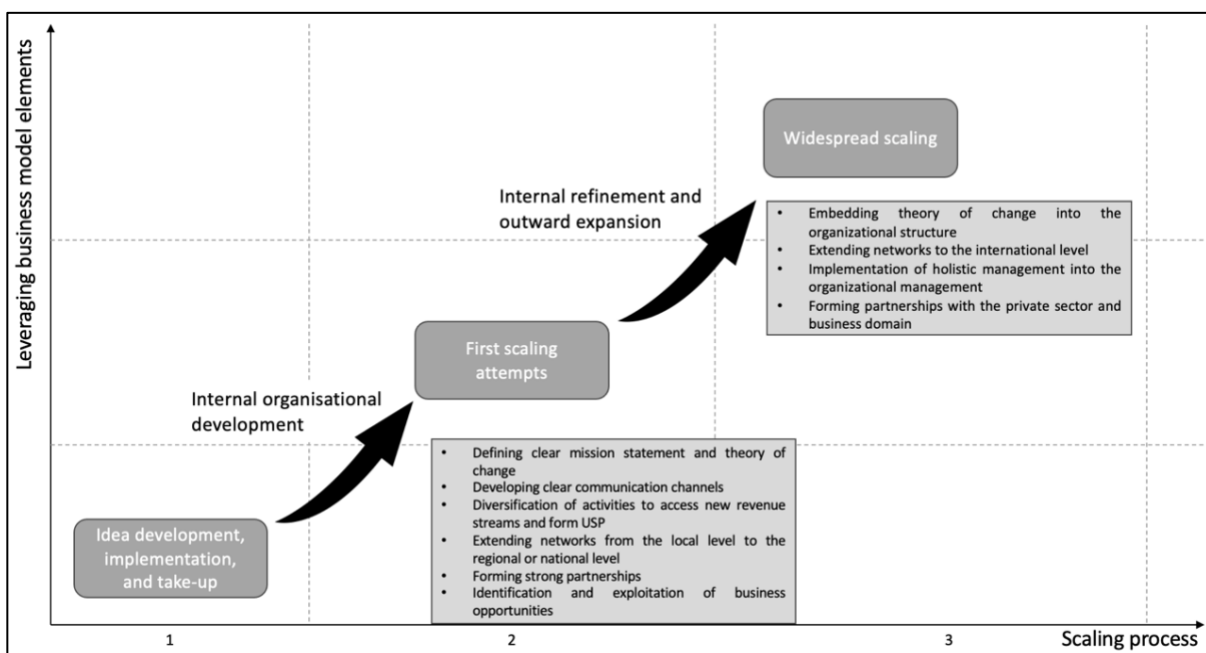 Leveraging business model elements
Widespread scaling
Internal refinement and
outward expansion
• Embedding theory of change into the
organizational structure
• Extending networks to the international level
• Implementation of holistic management into the
organizational management
• Forming partnerships with the private sector and
business domain
First scaling
attempts
Internal organisational
development
• Defining clear mission statement and theory of
change
• Developing clear communication channels
• Diversification of activities to access new revenue
streams and form USP
• Extending networks from the local level to the
regional or national level
• Forming strong partnerships
• Identification and exploitation of business
opportunities
Idea development,
implementation,
and take-up
1 2 3 Scaling process